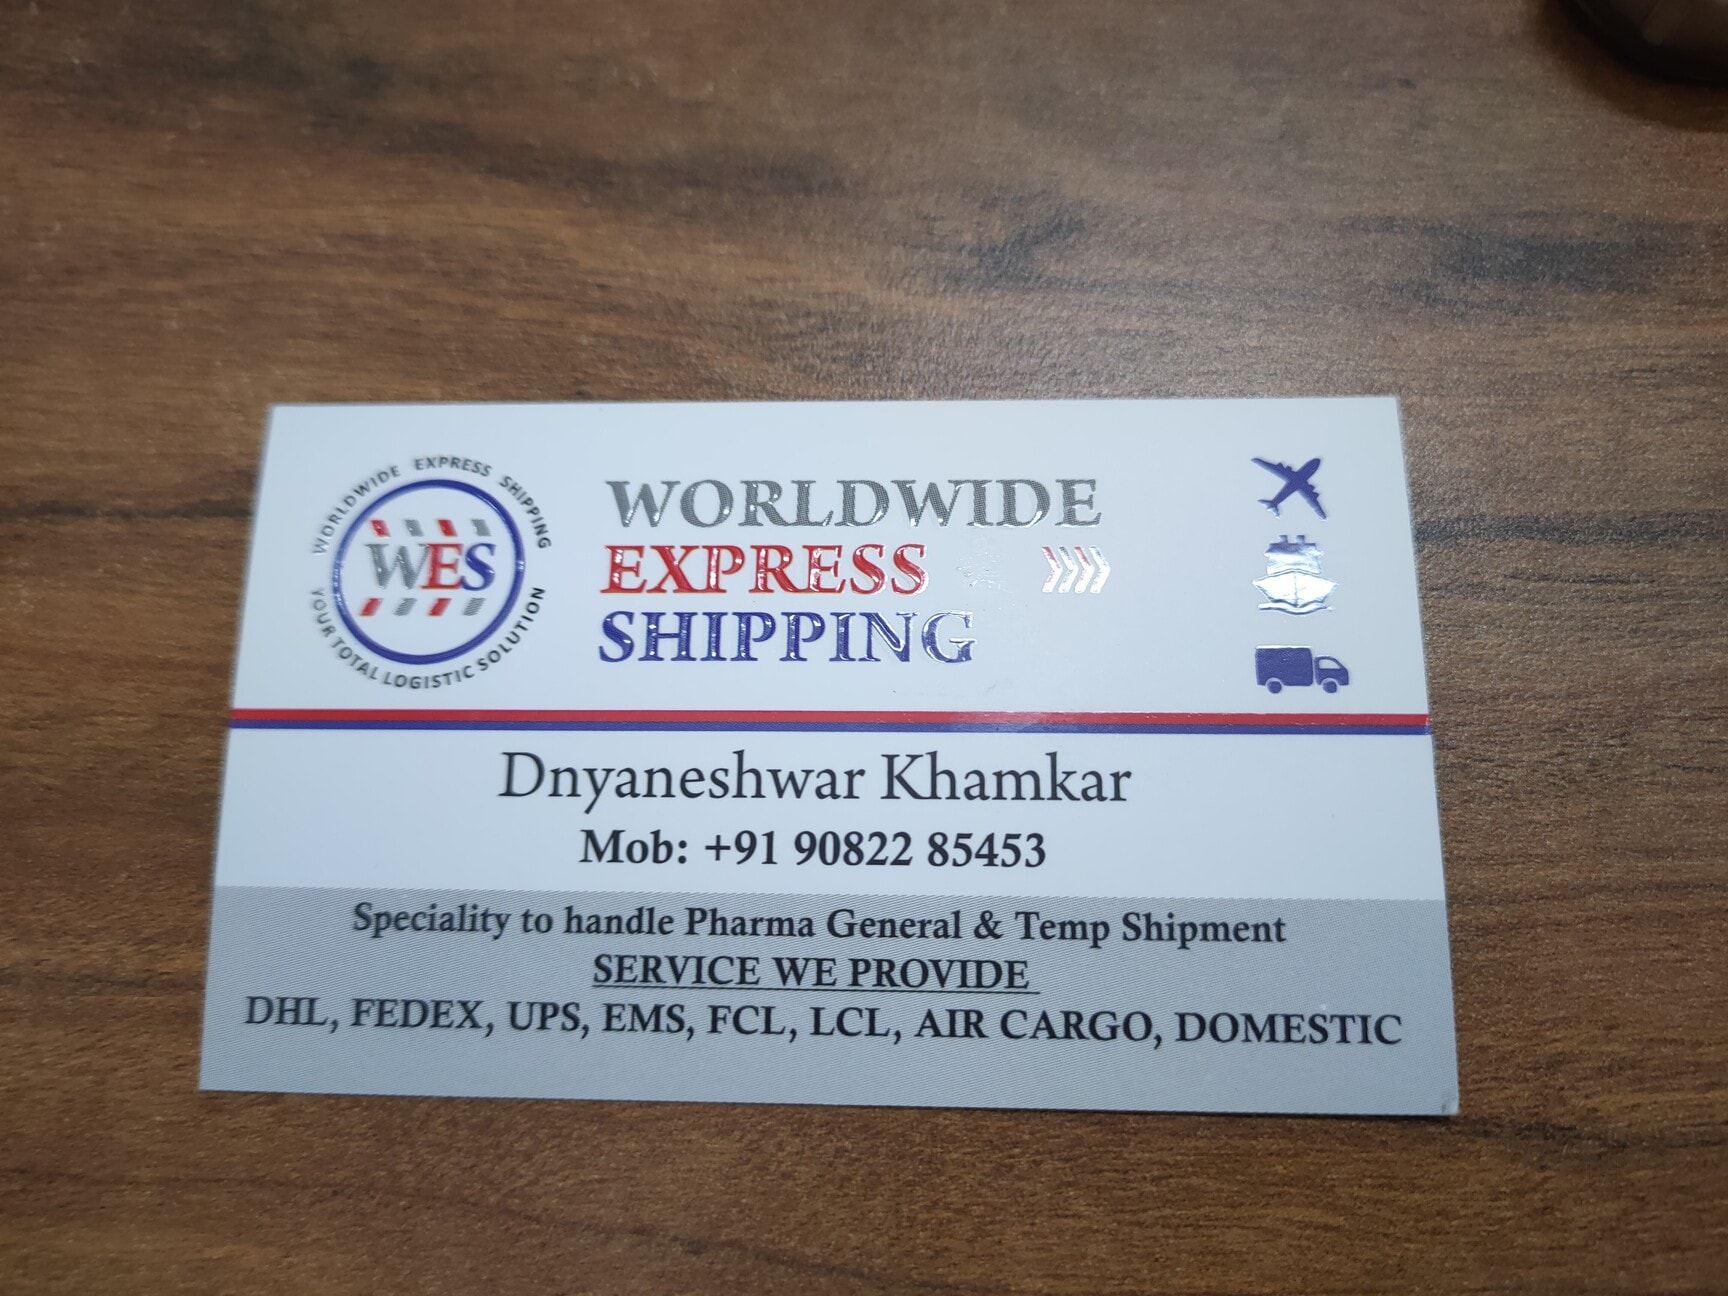 WORLDWIDE EXPRESS SHIPPING
WES
YOUR TOTAL LOGISTIC SOLUTION
WORLDWIDE
EXPRESS
SHIPPING
Dnyaneshwar Khamkar
Mob: +91 90822 85453
Speciality to handle Pharma General & Temp Shipment
SERVICE WE PROVIDE
DHL, FEDEX, UPS, EMS, FCL, LCL, AIR CARGO, DOMESTIC